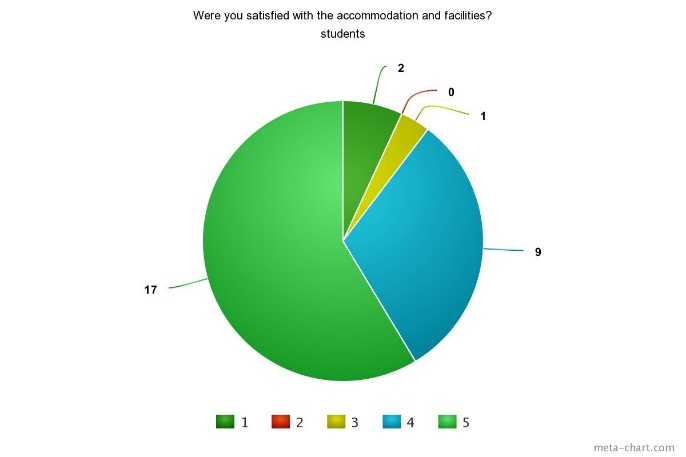 Were you satisfied with the accommodation and facilities?
students
2
0
1
9
17
1 2 3 4 5
meta-chart.com